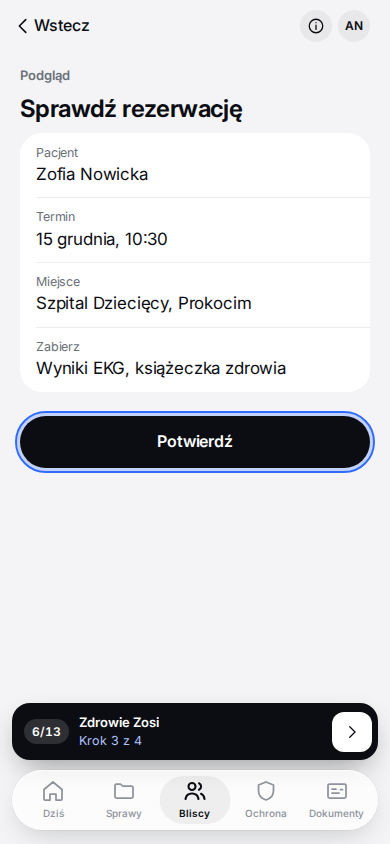 Wstecz
AN
Podgląd
Sprawdź rezerwację
Pacjent
Zofia Nowicka
Termin
15 grudnia, 10:30
Miejsce
Szpital Dziecięcy, Prokocim
Zabierz
Wyniki EKG, książeczka zdrowia
Potwierdź
6/13
Zdrowie Zosi
Krok 3 z 4
Dziś
Sprawy
Bliscy
Ochrona
Dokumenty